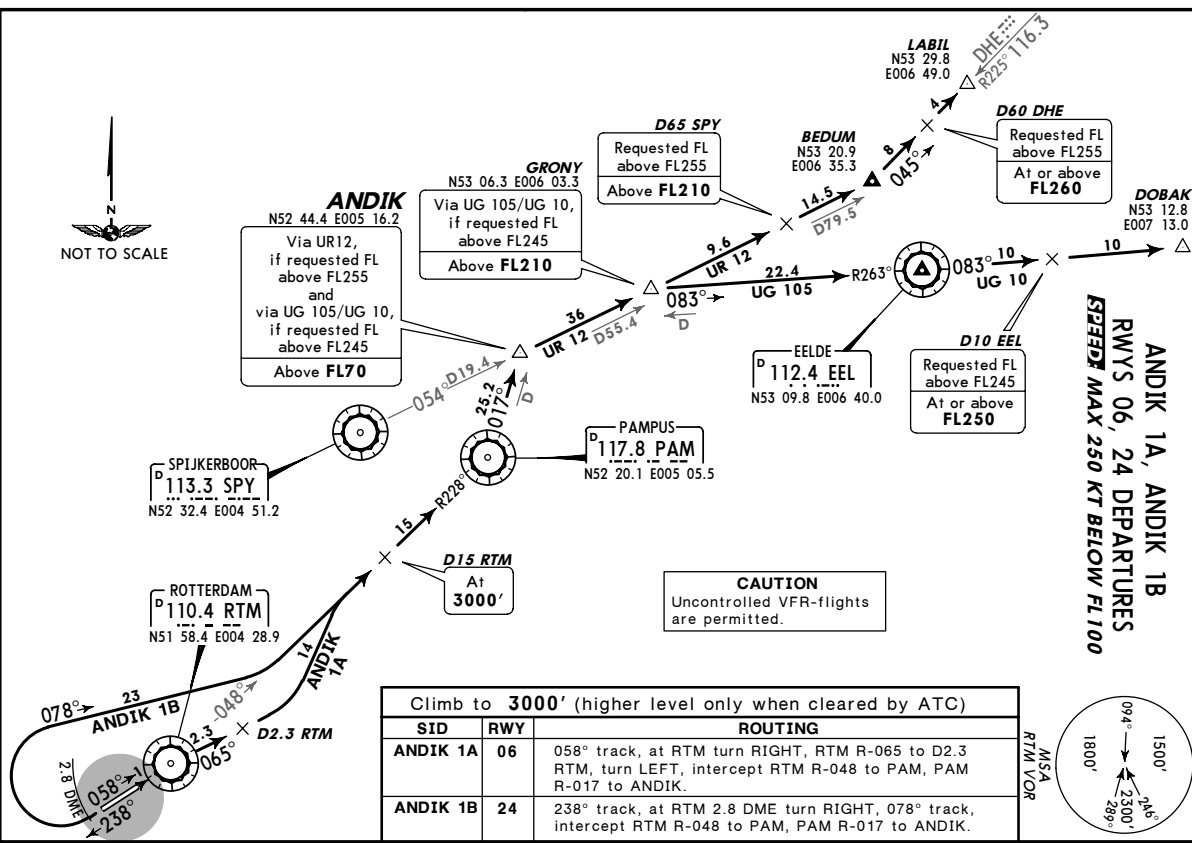 LABIL
N53 29.8
E006 49.0
DHE
R225° 116.3
D65 SPY
Requested FL
above FL255
Above FL210
BEDUM
N53 20.9
E006 35.3
4
8
045°
D60 DHE
Requested FL
above FL255
At or above
FL260
DOBAK
N53 12.8
E007 13.0
N
NOT TO SCALE
GRONY
N53 06.3 E006 03.3
Via UG 105/UG 10,
if requested FL
above FL245
Above FL210
ANDIK
N52 44.4 E005 16.2
Via UR12,
if requested FL
above FL255
and
via UG 105/UG 10,
if requested FL
above FL245
Above FL70
14.5
D79.5
9.6
UR 12
22.4
UG 105
083°
D
R263°
083°
10
UG 10
10
36
UR 12
D55.4
D10 EEL
Requested FL
above FL245
At or above
FL250
EELDE
D 112.4 EEL
N53 09.8 E006 40.0
ANDIK 1A, ANDIK 1B
RWYS 06, 24 DEPARTURES
SPEED: MAX 250 KT BELOW FL100
054°
D19.4
25.2
017°
D
SPIJKERBOOR
D 113.3 SPY
N52 32.4 E004 51.2
PAMPUS
D 117.8 PAM
N52 20.1 E005 05.5
R228°
15
D15 RTM
At
3000'
ROTTERDAM
D 110.4 RTM
N51 58.4 E004 28.9
CAUTION
Uncontrolled VFR-flights
are permitted.
14
ANDIK
1A
078°
23
ANDIK 1B
048°
2.3
065°
D2.3 RTM
2.8 DME
058°
1
238°
Climb to 3000' (higher level only when cleared by ATC)
SID RWY ROUTING
ANDIK 1A 06 058° track, at RTM turn RIGHT, RTM R-065 to D2.3
RTM, turn LEFT, intercept RTM R-048 to PAM, PAM
R-017 to ANDIK.
ANDIK 1B 24 238° track, at RTM 2.8 DME turn RIGHT, 078° track,
intercept RTM R-048 to PAM, PAM R-017 to ANDIK.
MSA
RTM VOR
094°
1500'
1800'
2300'
246°
289°